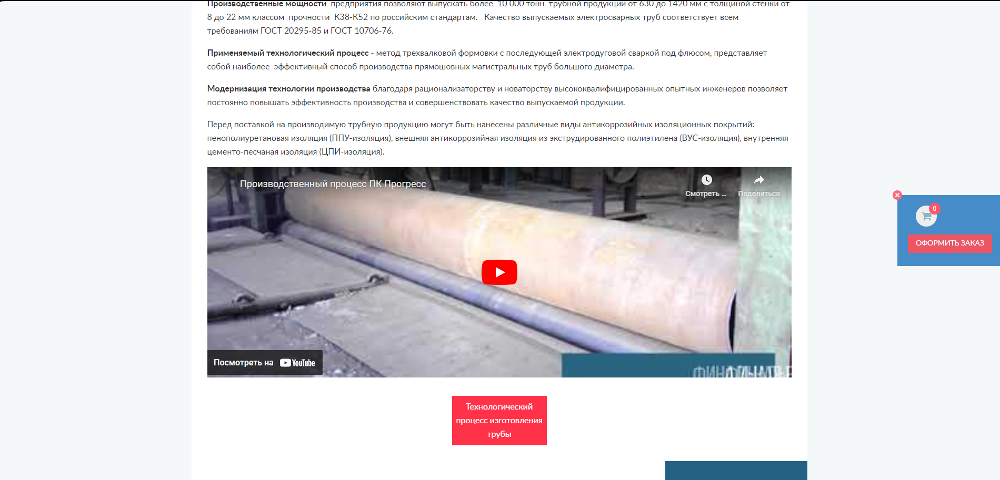 Производственные мощности предприятия позволяют выпускать более 10 000 тонн трубной продукции от 630 до 1420 мм с толщиной стенки от
8 до 22 мм классом прочности К38-К52 по российским стандартам. Качество выпускаемых электросварных труб соответствует всем
требованиям ГОСТ 20295-85 и ГОСТ 10706-76.
Применяемый технологический процесс - метод трехвалковой формовки с последующей электродуговой сваркой под флюсом, представляет
собой наиболее эффективный способ производства прямошовных магистральных труб большого диаметра.
Модернизация технологии производства благодаря рационализаторству и новаторству высококвалифицированных опытных инженеров позволяет
постоянно повышать эффективность производства и совершенствовать качество выпускаемой продукции.
Перед поставкой на производимую трубную продукцию могут быть нанесены различные виды антикоррозийных изоляционных покрытий:
пенополиуретановая изоляция (ППУ-изоляция), внешняя антикоррозийная изоляция из экструдированного полиэтилена (ВУС-изоляция), внутренняя
цементо-песчаная изоляция (ЦПИ-изоляция).
Производственный процесс ПК Прогресс
Смотреть ...
Поделиться
0
ОФОРМИТЬ ЗАКАЗ
Посмотреть на YouTube
Технологический
процесс изготовления
трубы